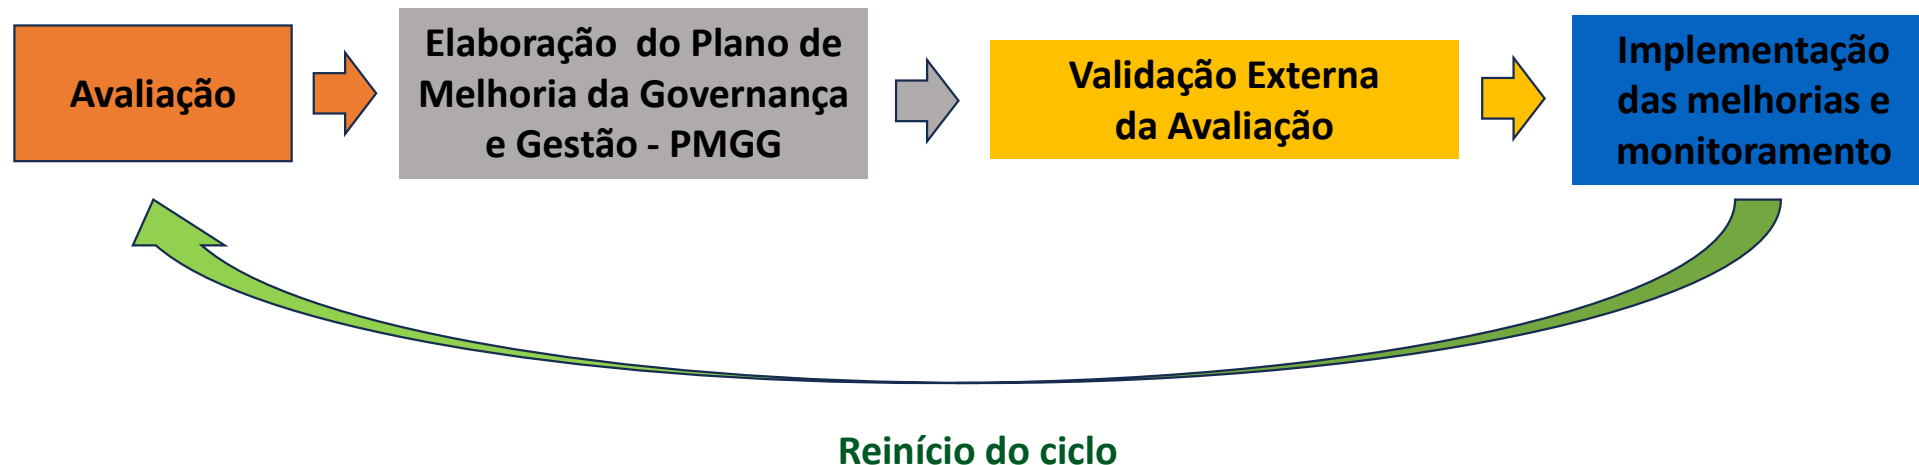 Avaliação
Elaboração do Plano de
Melhoria da Governança
e Gestão - PMGG
Validação Externa
da Avaliação
Implementação
das melhorias e
monitoramento
Reinício do ciclo